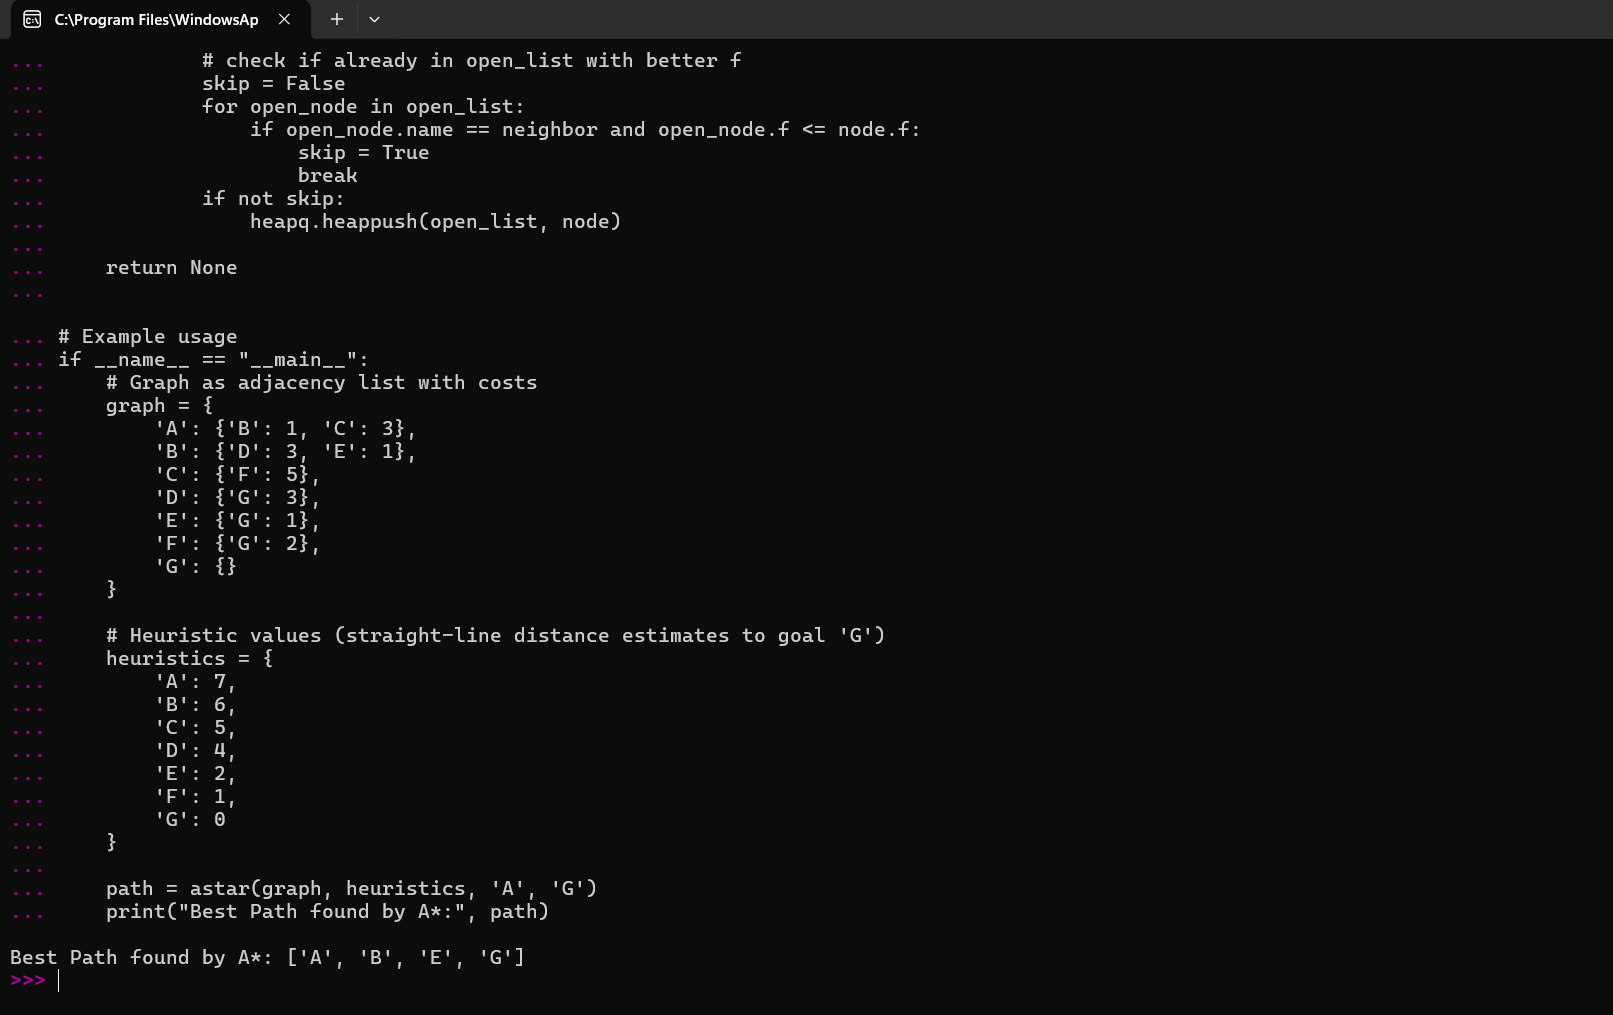 C:\Program Files\WindowsAp
...             # check if already in open_list with better f
...             skip = False
...             for open_node in open_list:
...                 if open_node.name == neighbor and open_node.f <= node.f:
...                     skip = True
...                     break
...             if not skip:
...                 heapq.heappush(open_list, node)
...
...     return None
...
... # Example usage
... if __name__ == "__main__":
...     # Graph as adjacency list with costs
...     graph = {
...         'A': {'B': 1, 'C': 3},
...         'B': {'D': 3, 'E': 1},
...         'C': {'F': 5},
...         'D': {'G': 3},
...         'E': {'G': 1},
...         'F': {'G': 2},
...         'G': {}
...     }
...
...     # Heuristic values (straight-line distance estimates to goal 'G')
...     heuristics = {
...         'A': 7,
...         'B': 6,
...         'C': 5,
...         'D': 4,
...         'E': 2,
...         'F': 1,
...         'G': 0
...     }
...
...     path = astar(graph, heuristics, 'A', 'G')
...     print("Best Path found by A*:", path)
Best Path found by A*: ['A', 'B', 'E', 'G']
>>>